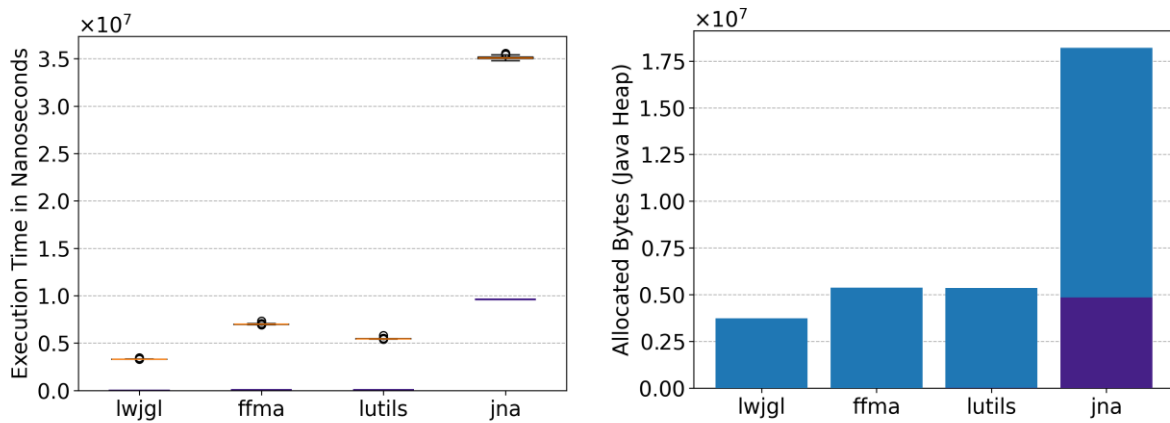 ×10⁷
Execution Time in Nanoseconds
3.5
3.0
2.5
2.0
1.5
1.0
0.5
0.0
lwjgl
ffma
lutils
jna
×10⁷
Allocated Bytes (Java Heap)
1.75
1.50
1.25
1.00
0.75
0.50
0.25
0.00
lwjgl
ffma
lutils
jna